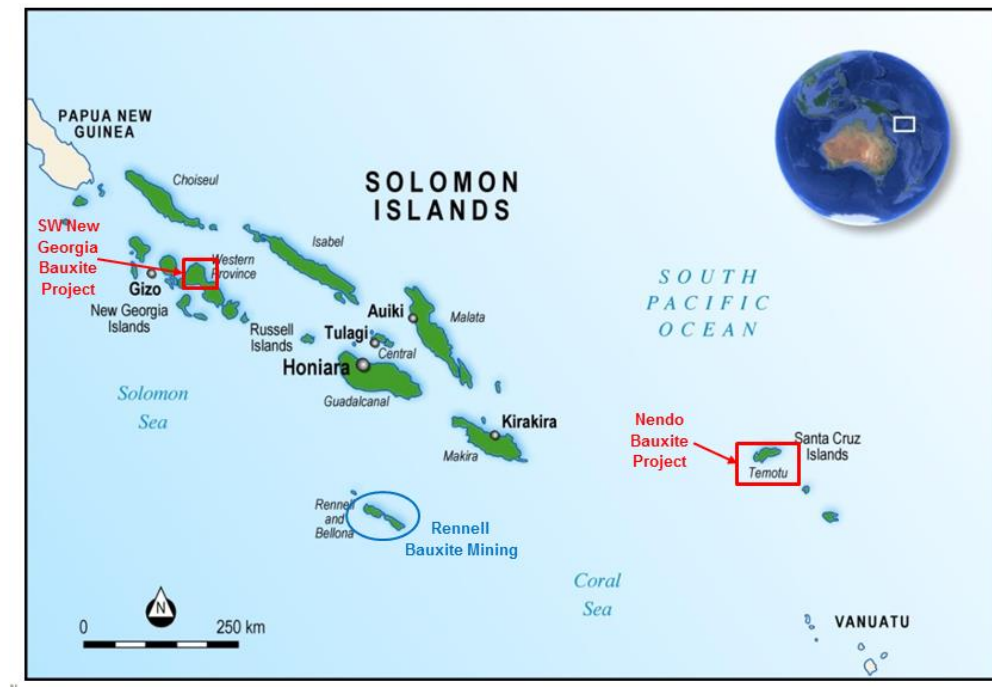 PAPUA NEW
GUINEA
Choiseul
SOLOMON
ISLANDS
SW New
Georgia
Bauxite
Project
Western
Province
Isabel
Gizo
New Georgia
Islands
Russell
Islands
Auiki
Malata
Tulagi
Central
Honiara
Guadalcanal
SOUTH
PACIFIC
OCEAN
Solomon
Sea
Kirakira
Makira
Nendo
Bauxite
Project
Santa Cruz
Islands
Temotu
Rennell
and
Bellona
Rennell
Bauxite Mining
Coral
Sea
N
0 250 km
VANUATU